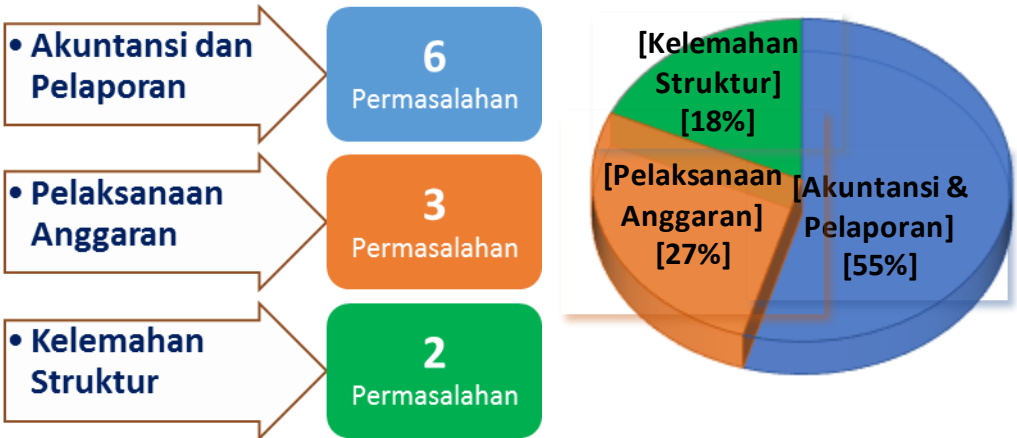 • Akuntansi dan
Pelaporan
6
Permasalahan
• Pelaksanaan
Anggaran
3
Permasalahan
• Kelemahan
Struktur
2
Permasalahan
[Kelemahan
Struktur]
[18%]
[Pelaksanaan
Anggaran]
[27%]
[Akuntansi &
Pelaporan]
[55%]